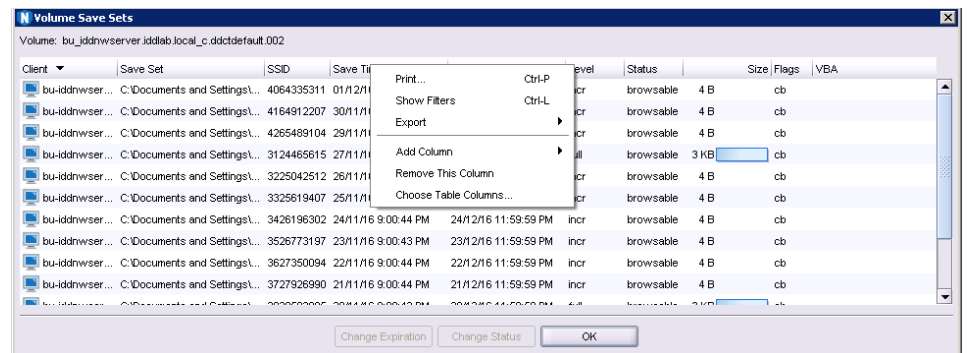 Volume Save Sets
Volume: bu_iddnwserver.iddlab.local_c.ddctdefault.002
Client Save Set SSID Save Ti evel Status Size Flags VBA
bu-iddnwser... C:\Documents and Settings\... 4064335311 01/12/1 ncr browsable 4 B cb
bu-iddnwser... C:\Documents and Settings\... 4164912207 30/11/1 ncr browsable 4 B cb
bu-iddnwser... C:\Documents and Settings\... 4265489104 29/11/1 ncr browsable 4 B cb
bu-iddnwser... C:\Documents and Settings\... 3124465615 27/11/1 ull browsable 3 KB cb
bu-iddnwser... C:\Documents and Settings\... 3225042512 26/11/1 ncr browsable 4 B cb
bu-iddnwser... C:\Documents and Settings\... 3325619407 25/11/1 ncr browsable 4 B cb
Print... Ctrl-P
Show Filters Ctrl-L
Export
Add Column
Remove This Column
Choose Table Columns...
bu-iddnwser... C:\Documents and Settings\... 3426196302 24/11/16 9:00:44 PM 24/12/16 11:59:59 PM incr browsable 4 B cb
bu-iddnwser... C:\Documents and Settings\... 3526773197 23/11/16 9:00:43 PM 23/12/16 11:59:59 PM incr browsable 4 B cb
bu-iddnwser... C:\Documents and Settings\... 3627350094 22/11/16 9:00:44 PM 22/12/16 11:59:59 PM incr browsable 4 B cb
bu-iddnwser... C:\Documents and Settings\... 3727926990 21/11/16 9:00:44 PM 21/12/16 11:59:59 PM incr browsable 4 B cb
Change Expiration Change Status OK